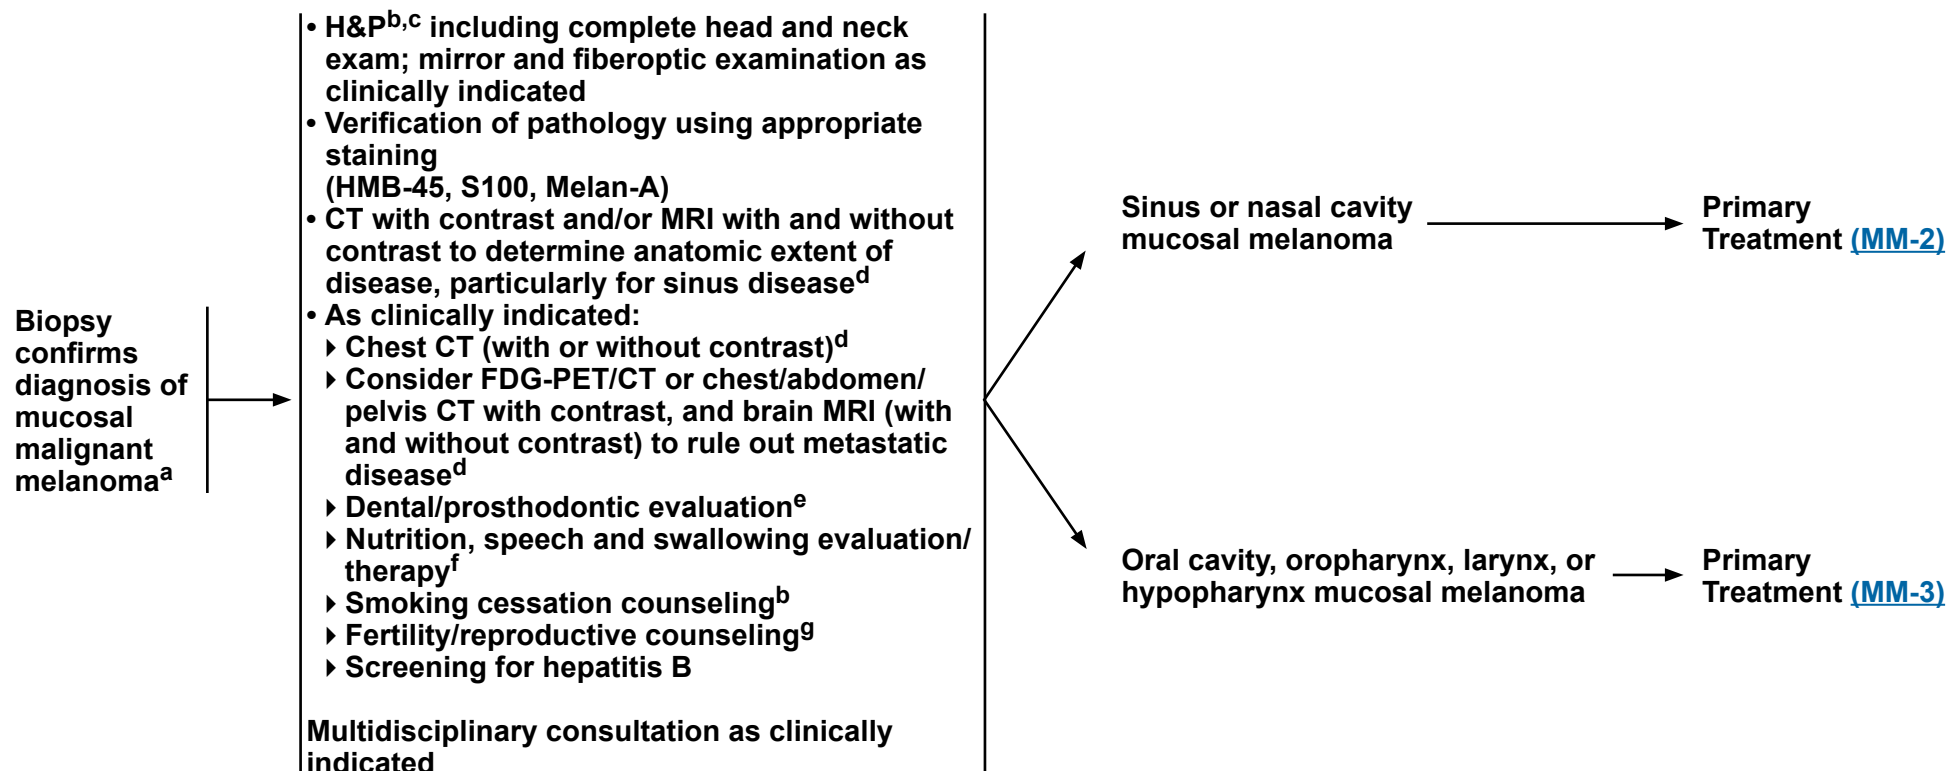 Biopsy
confirms
diagnosis of
mucosal
malignant
melanomaa
• H&Pb,c including complete head and neck
exam; mirror and fiberoptic examination as
clinically indicated
• Verification of pathology using appropriate
staining
(HMB-45, S100, Melan-A)
• CT with contrast and/or MRI with and without
contrast to determine anatomic extent of
disease, particularly for sinus diseased
• As clinically indicated:
‣ Chest CT (with or without contrast)d
‣ Consider FDG-PET/CT or chest/abdomen/
pelvis CT with contrast, and brain MRI (with
and without contrast) to rule out metastatic
diseased
‣ Dental/prosthodontic evaluatione
‣ Nutrition, speech and swallowing evaluation/
therapyf
‣ Smoking cessation counselingb
‣ Fertility/reproductive counselingg
‣ Screening for hepatitis B
Multidisciplinary consultation as clinically
indicated
Sinus or nasal cavity
mucosal melanoma
Primary
Treatment (MM-2)
Oral cavity, oropharynx, larynx, or
hypopharynx mucosal melanoma
Primary
Treatment (MM-3)